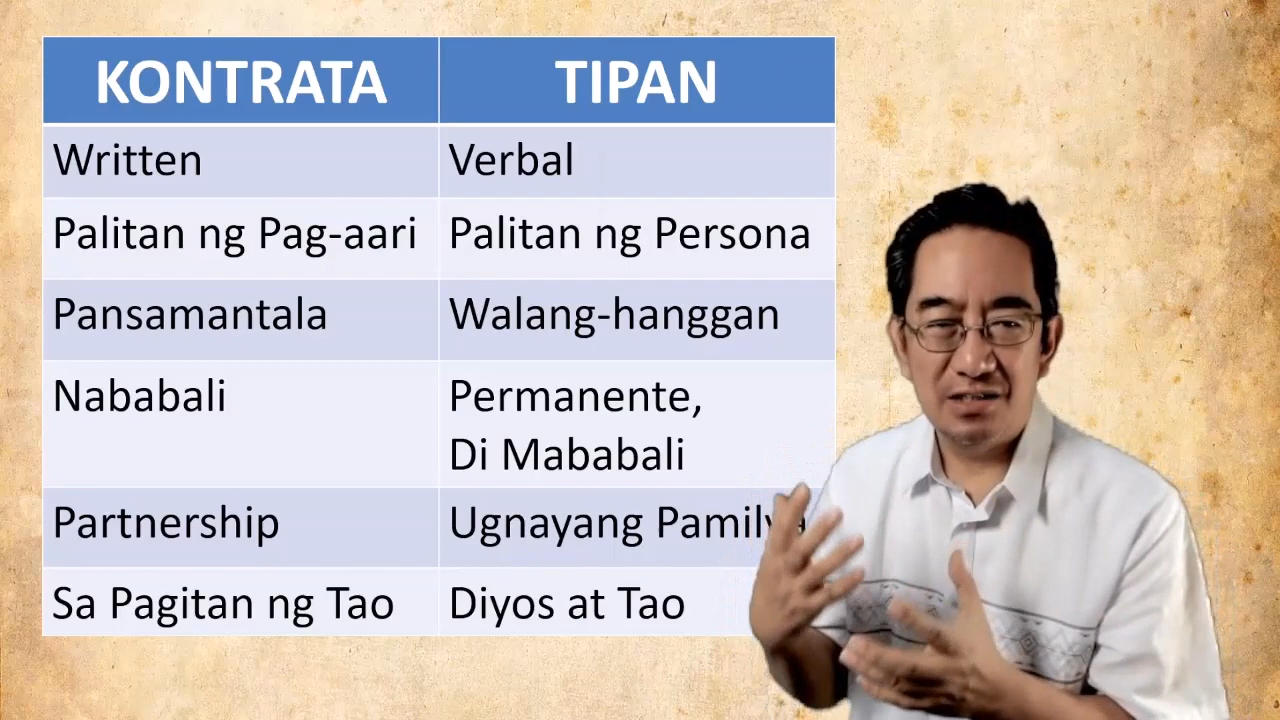 KONTRATA TIPAN
Written Verbal
Palitan ng Pag-aari Palitan ng Persona
Pansamantala Walang-hanggan
Nababali Permanente,
Di Mababali
Partnership Ugnayang
Sa Pagitan ng Tao Diyos at Tao